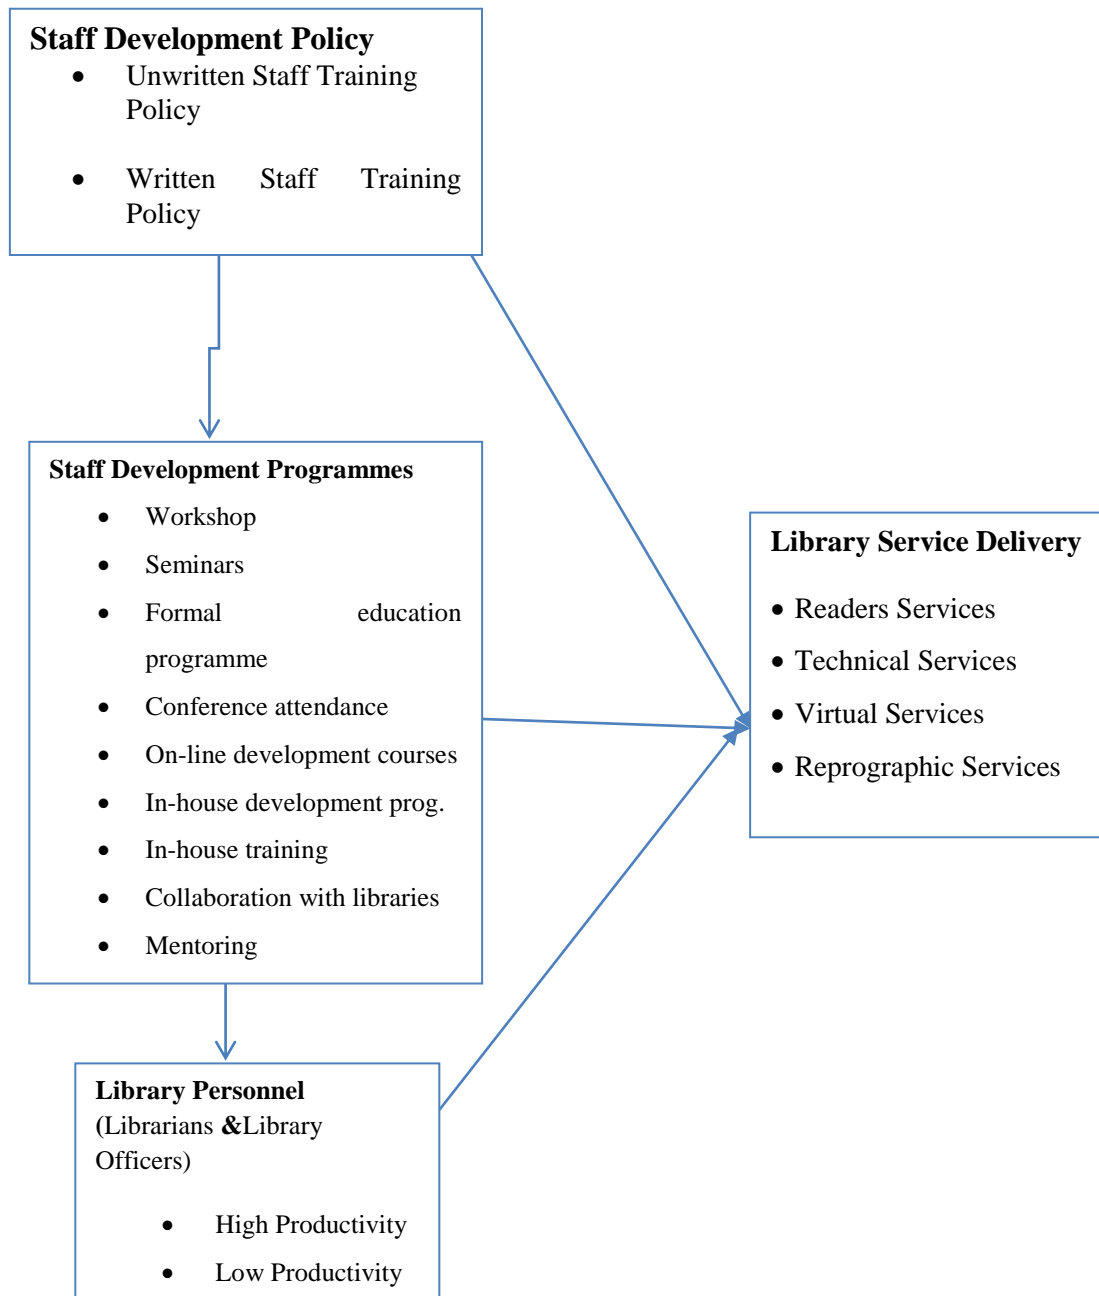 Staff Development Policy
• Unwritten Staff Training
Policy
• Written Staff Training
Policy
Staff Development Programmes
• Workshop
• Seminars
• Formal education
programme
• Conference attendance
• On-line development courses
• In-house development prog.
• In-house training
• Collaboration with libraries
• Mentoring
Library Service Delivery
• Readers Services
• Technical Services
• Virtual Services
• Reprographic Services
Library Personnel
(Librarians &Library
Officers)
• High Productivity
• Low Productivity